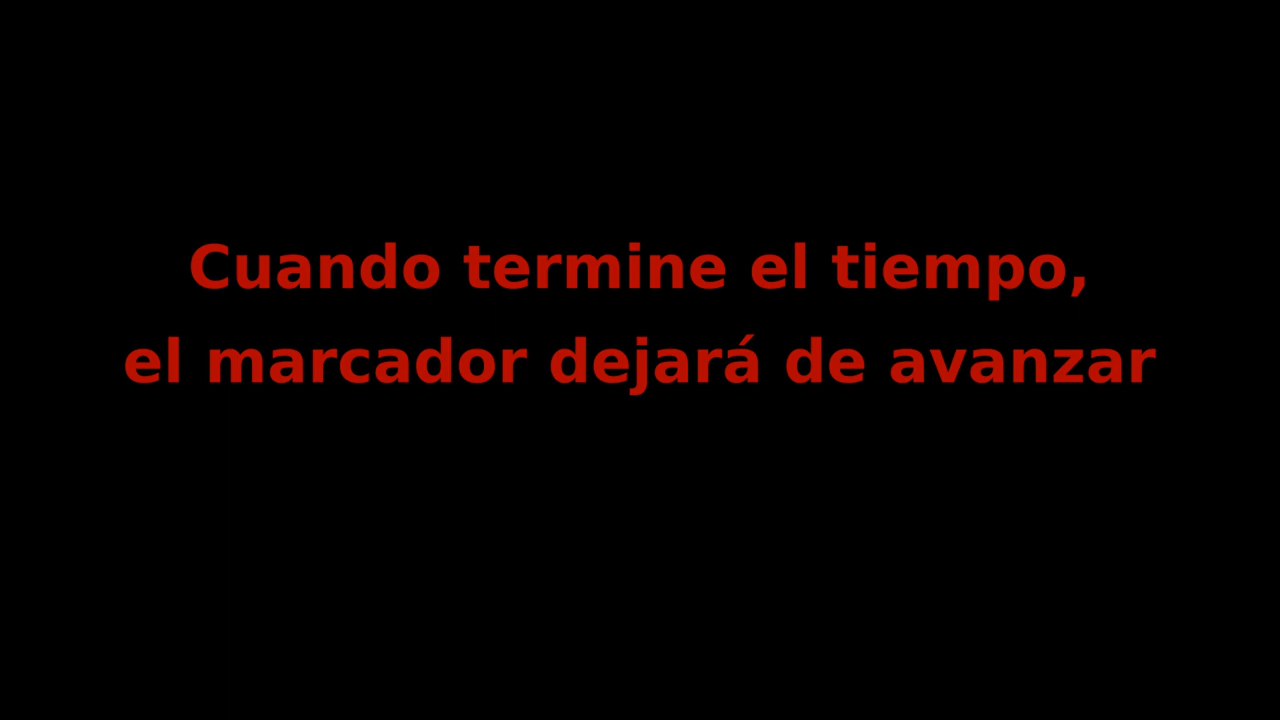 Cuando termine el tiempo,
el marcador dejará de avanzar